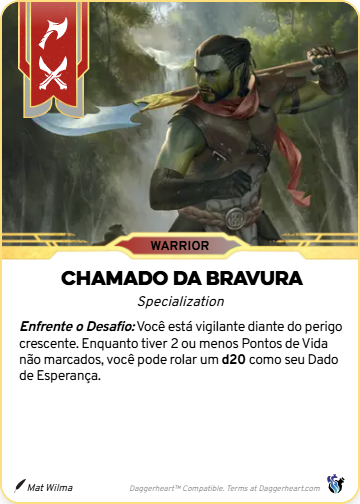 WARRIOR
CHAMADO DA BRAVURA
Specialization
Enfrente o Desafio: Você está vigilante diante do perigo
crescente. Enquanto tiver 2 ou menos Pontos de Vida
não marcados, você pode rolar um d20 como seu Dado
de Esperança.
Mat Wilma
Daggerheart™ Compatible. Terms at Daggerheart.com